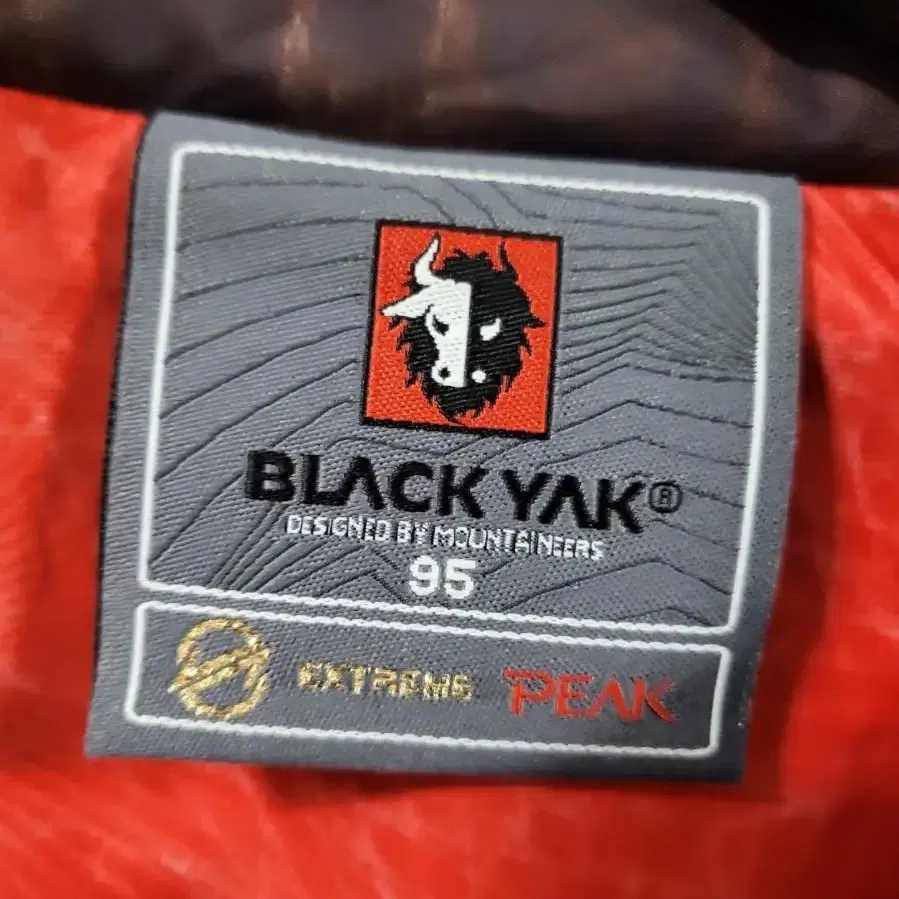 BLACK YAK®
DESIGNED BY MOUNTAINEERS
95
EXTREME PEAK